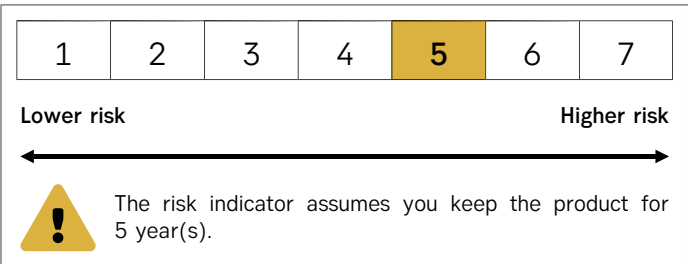 1 2 3 4 5 6 7
Lower risk Higher risk
The risk indicator assumes you keep the product for
5 year(s).